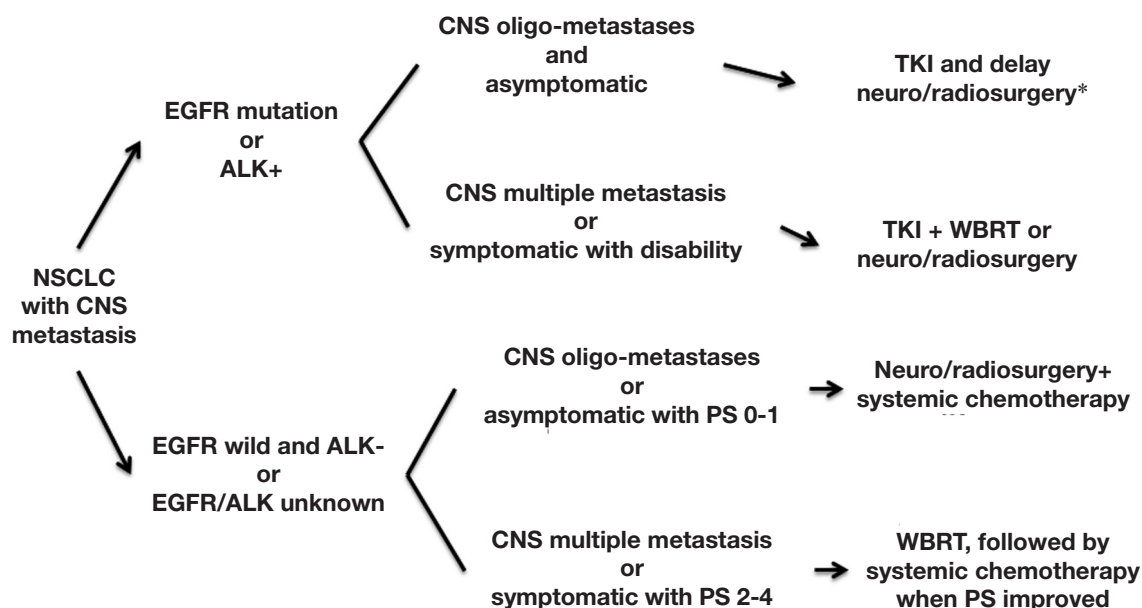 NSCLC
with CNS
metastasis
EGFR mutation
or
ALK+
CNS oligo-metastases
and
asymptomatic
TKI and delay
neuro/radiosurgery*
CNS multiple metastasis
or
symptomatic with disability
TKI + WBRT or
neuro/radiosurgery
EGFR wild and ALK-
or
EGFR/ALK unknown
CNS oligo-metastases
or
asymptomatic with PS 0-1
Neuro/radiosurgery+
systemic chemotherapy
CNS multiple metastasis
or
symptomatic with PS 2-4
WBRT, followed by
systemic chemotherapy
when PS improved